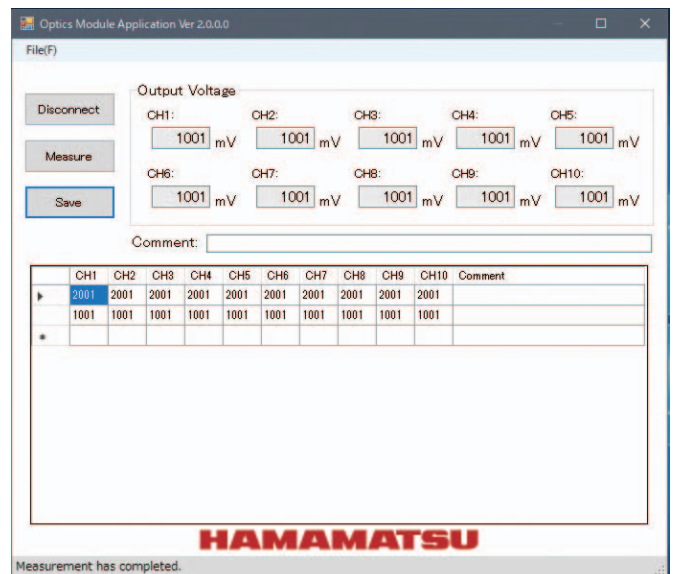 Optics Module Application Ver 2.0.0.0
File(F)
Disconnect
Measure
Save
Output Voltage
CH1: CH2: CH3: CH4: CH5:
1001 mV 1001 mV 1001 mV 1001 mV 1001 mV
CH6: CH7: CH8: CH9: CH10:
1001 mV 1001 mV 1001 mV 1001 mV 1001 mV
Comment:
CH1 CH2 CH3 CH4 CH5 CH6 CH7 CH8 CH9 CH10 Comment
2001 2001 2001 2001 2001 2001 2001 2001 2001 2001
1001 1001 1001 1001 1001 1001 1001 1001 1001 1001
HAMAMATSU
Measurement has completed.